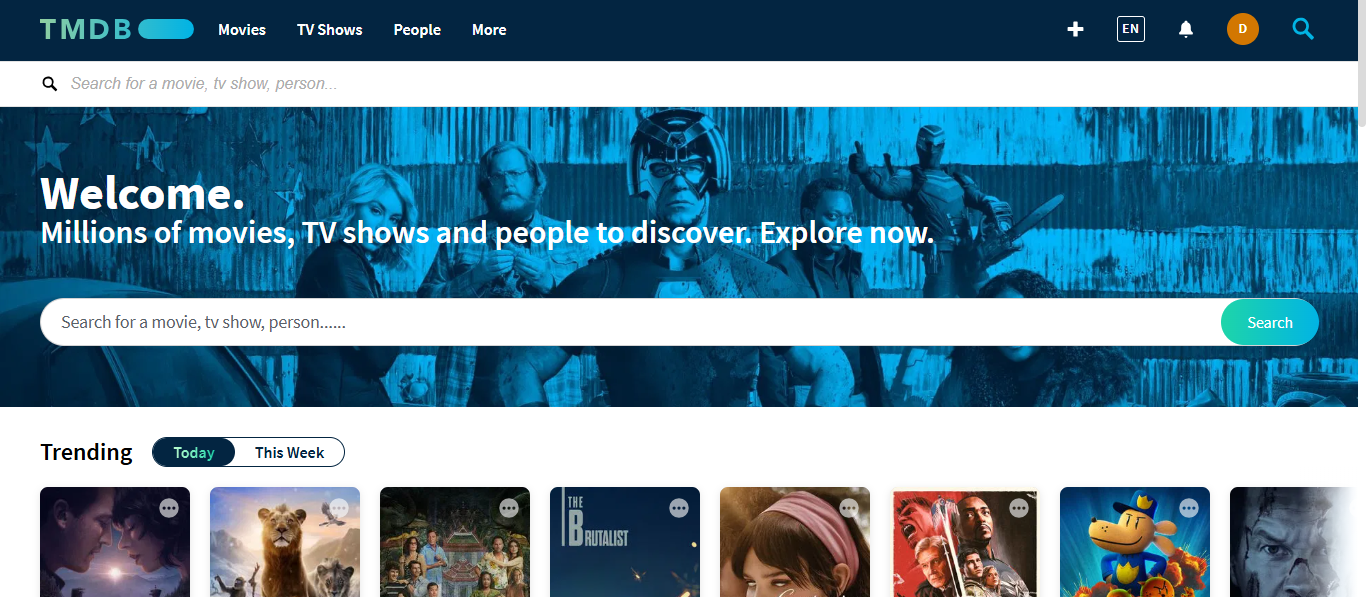 TMDB
Movies
TV Shows
People
More
EN
D
Search for a movie, tv show, person...
Welcome.
Millions of movies, TV shows and people to discover. Explore now.
Search for a movie, tv show, person......
Search
Trending
Today
This Week
THE
BRUTALIST